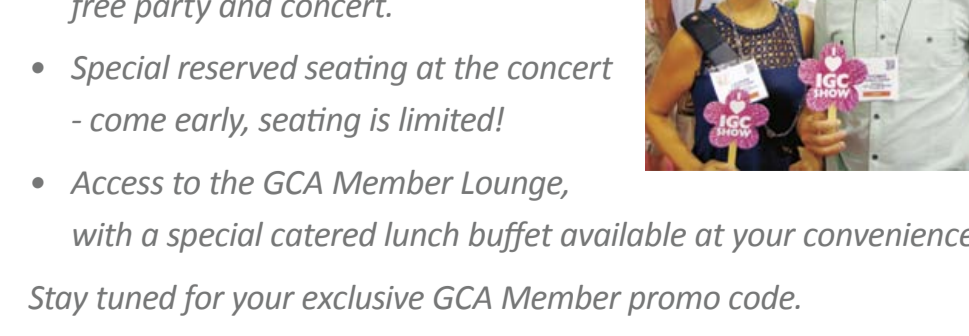 free party and concert.
• Special reserved seating at the concert
- come early, seating is limited!
• Access to the GCA Member Lounge,
with a special catered lunch buffet available at your convenience
Stay tuned for your exclusive GCA Member promo code.
I
IGC
SHOW
I
IGC
SHOW